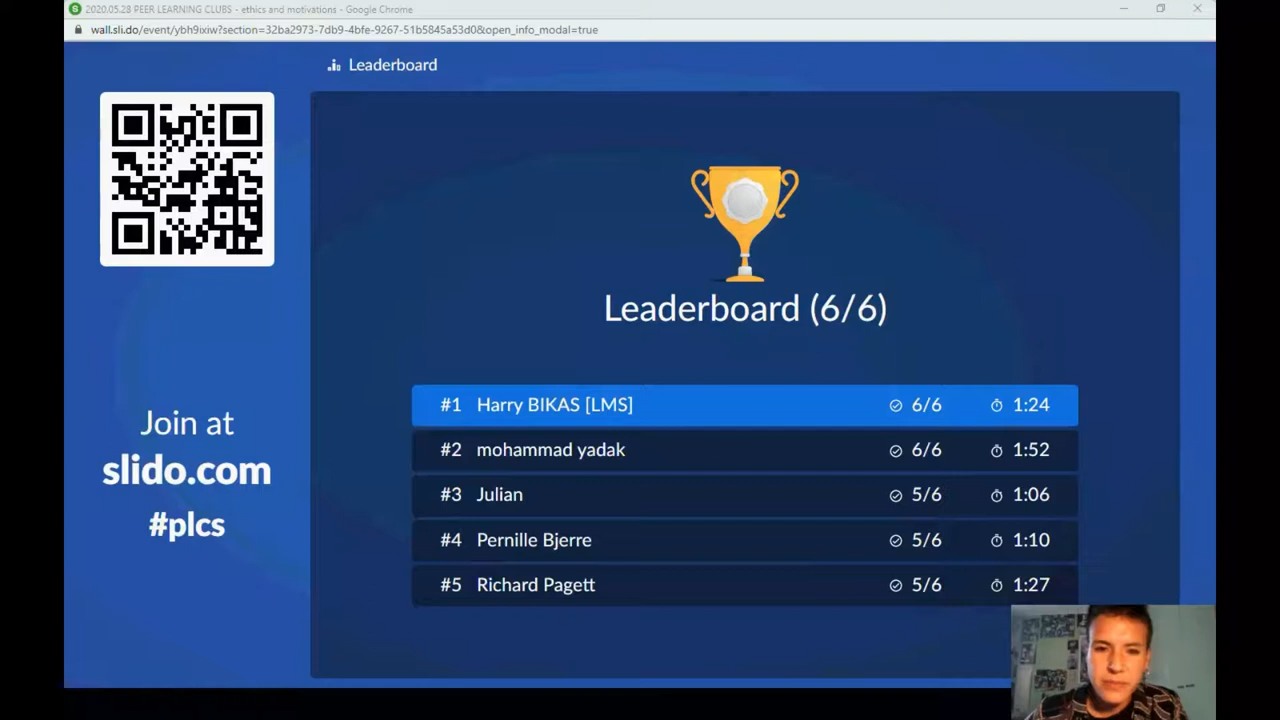 2020.05.28 PEER LEARNING CLUBS - ethics and motivations - Google Chrome
wall.sli.do/event/ybh9ixiw?section=32ba2973-7db9-4bfe-9267-51b5845a53d0&open_info_modal=true
Leaderboard
Leaderboard (6/6)
#1 Harry BIKAS [LMS] 6/6 1:24
#2 mohammad yadak 6/6 1:52
#3 Julian 5/6 1:06
#4 Pernille Bjerre 5/6 1:10
#5 Richard Pagett 5/6 1:27
Join at
slido.com
#plcs